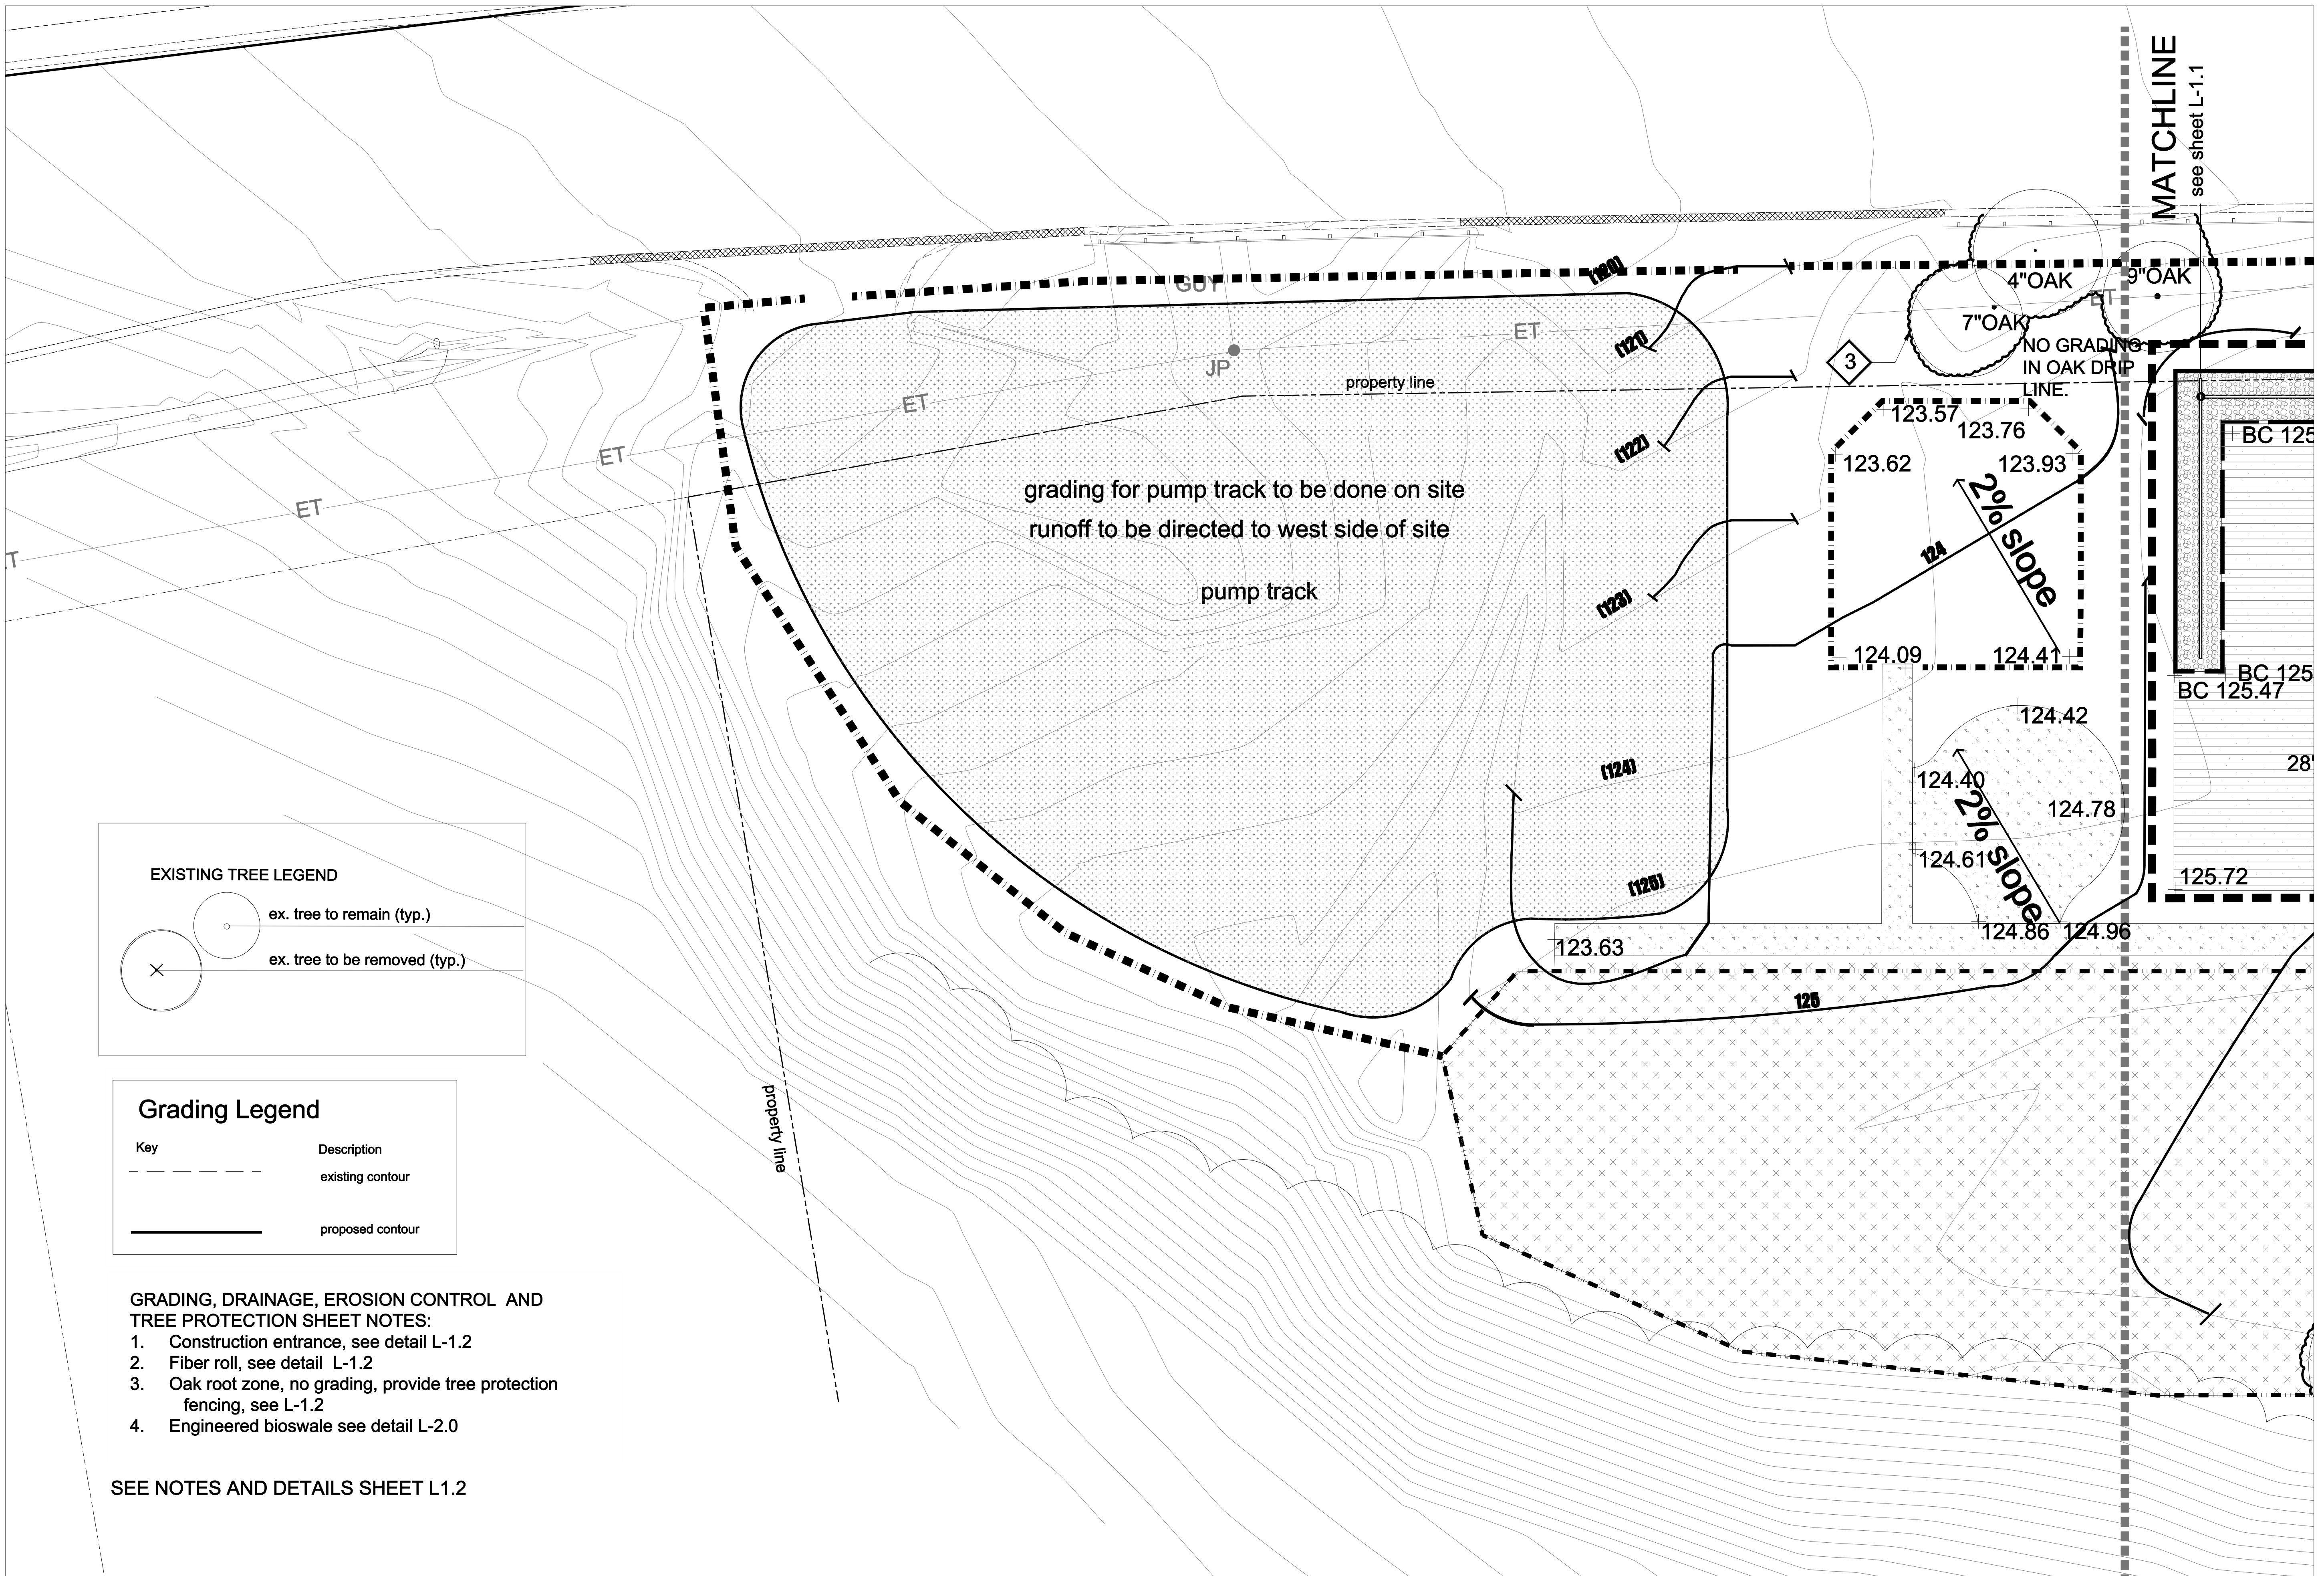 MATCHLINE
see sheet L-1.1
(120)
GUY
4"OAK
9"OAK
ET
7"OAK
(121)
ET
JP
3
NO GRADING
IN OAK DRIP
LINE.
property line
ET
123.57
123.76
BC 125
(122)
ET
123.62
123.93
grading for pump track to be done on site
runoff to be directed to west side of site
ET
2% slope
124
pump track
(123)
124.09
124.41
BC 125
BC 125.47
124.42
(124)
28'
124.40
124.78
2% slope
124.61
125.72
(125)
124.86
124.96
123.63
125
EXISTING TREE LEGEND
ex. tree to remain (typ.)
ex. tree to be removed (typ.)
property line
Grading Legend
Key
Description
existing contour
proposed contour
GRADING, DRAINAGE, EROSION CONTROL AND
TREE PROTECTION SHEET NOTES:
1. Construction entrance, see detail L-1.2
2. Fiber roll, see detail L-1.2
3. Oak root zone, no grading, provide tree protection
fencing, see L-1.2
4. Engineered bioswale see detail L-2.0
SEE NOTES AND DETAILS SHEET L1.2